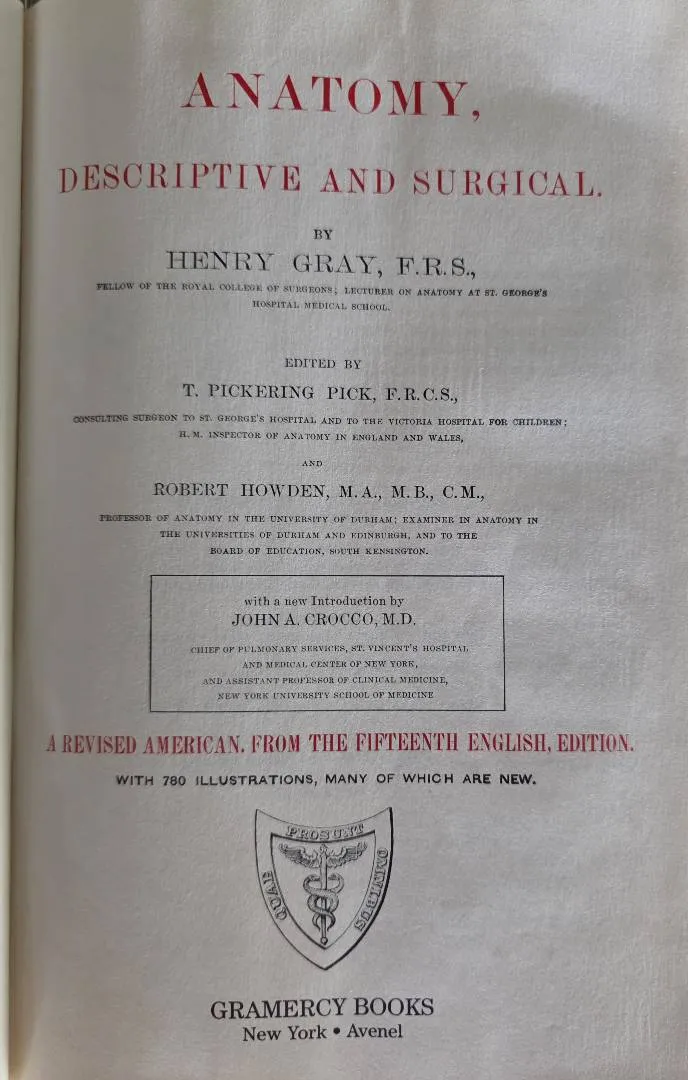 ANATOMY,
DESCRIPTIVE AND SURGICAL.
BY
HENRY GRAY, F.R.S.,
FELLOW OF THE ROYAL COLLEGE OF SURGEONS; LECTURER ON ANATOMY AT ST. GEORGE'S
HOSPITAL MEDICAL SCHOOL.
EDITED BY
T. PICKERING PICK, F.R.C.S.,
CONSULTING SURGEON TO ST. GEORGE'S HOSPITAL AND TO THE VICTORIA HOSPITAL FOR CHILDREN;
H. M. INSPECTOR OF ANATOMY IN ENGLAND AND WALES,
AND
ROBERT HOWDEN, M.A., M.B., C.M.,
PROFESSOR OF ANATOMY IN THE UNIVERSITY OF DURHAM; EXAMINER IN ANATOMY IN
THE UNIVERSITIES OF DURHAM AND EDINBURGH, AND TO THE
BOARD OF EDUCATION, SOUTH KENSINGTON.
with a new Introduction by
JOHN A. CROCCO, M.D.
CHIEF OF PULMONARY SERVICES, ST. VINCENT'S HOSPITAL
AND MEDICAL CENTER OF NEW YORK,
AND ASSISTANT PROFESSOR OF CLINICAL MEDICINE,
NEW YORK UNIVERSITY SCHOOL OF MEDICINE
A REVISED AMERICAN, FROM THE FIFTEENTH ENGLISH, EDITION.
WITH 780 ILLUSTRATIONS, MANY OF WHICH ARE NEW.
QUAE
PROSUNT
OMNIBUS
GRAMERCY BOOKS
New York • Avenel